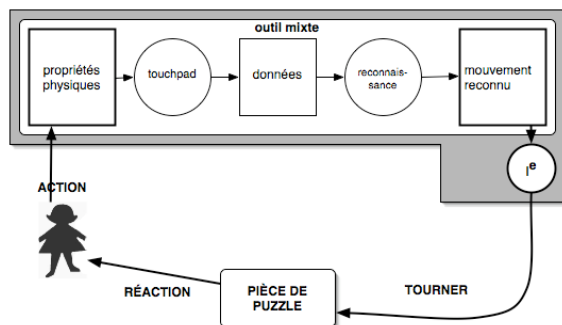 outil mixte
propriétés
physiques
touchpad
données
reconnais-
sance
mouvement
reconnu
I e
ACTION
RÉACTION
PIÈCE DE
PUZZLE
TOURNER